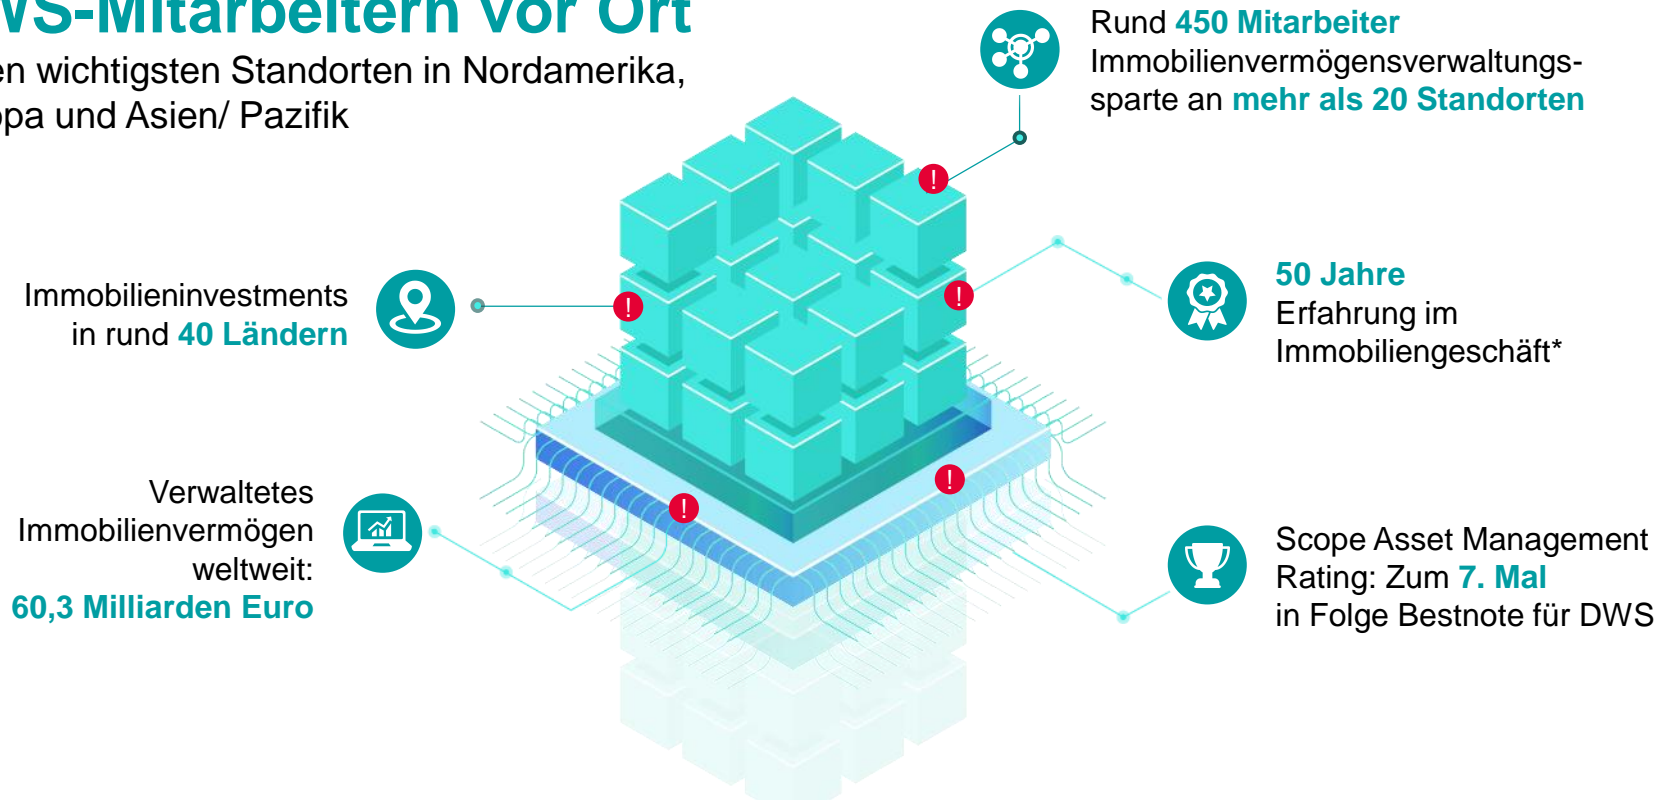 WS-Mitarbeitern vor Ort
en wichtigsten Standorten in Nordamerika,
opa und Asien/ Pazifik
Rund 450 Mitarbeiter
Immobilienvermögensverwaltungs-
sparte an mehr als 20 Standorten
Immobilieninvestments
in rund 40 Ländern
50 Jahre
Erfahrung im
Immobiliengeschäft*
Verwaltetes
Immobilienvermögen
weltweit:
60,3 Milliarden Euro
Scope Asset Management
Rating: Zum 7. Mal
in Folge Bestnote für DWS
!
!
!
!
!